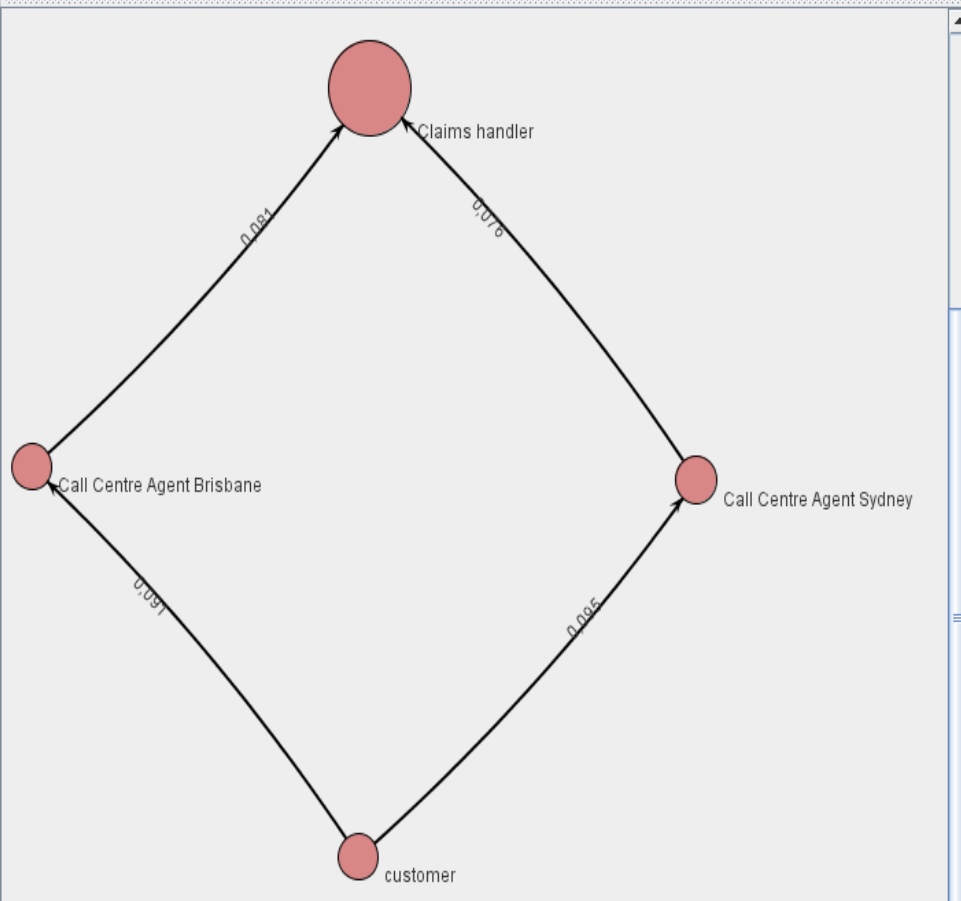 Claims handler
0,081
0,076
Call Centre Agent Brisbane
Call Centre Agent Sydney
0,091
0,095
customer